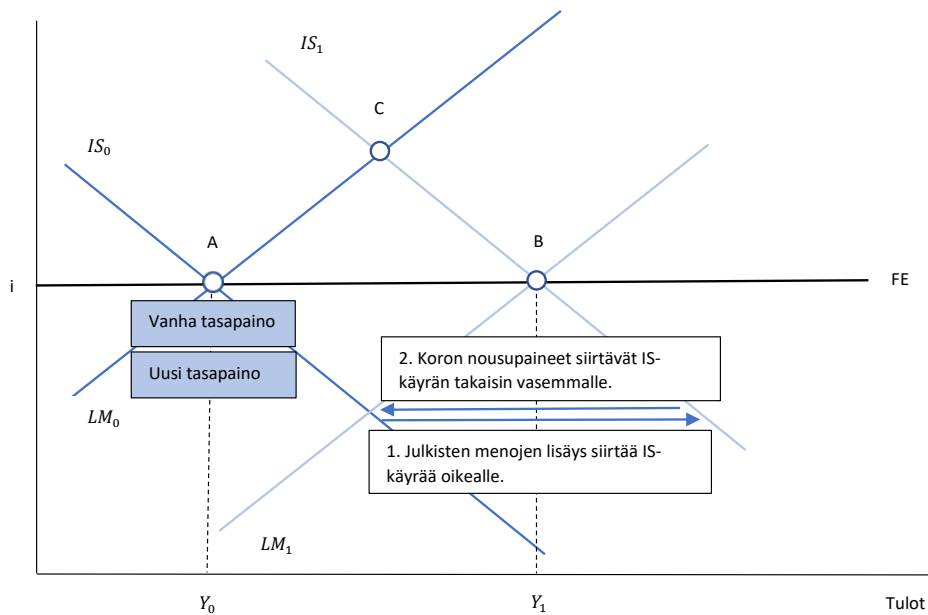 IS₁
C
IS₀
A
B
i
FE
Vanha tasapaino
Uusi tasapaino
2. Koron nousupaineet siirtävät IS-
käyrän takaisin vasemmalle.
LM₀
1. Julkisten menojen lisäys siirtää IS-
käyrää oikealle.
LM₁
Y₀
Y₁
Tulot